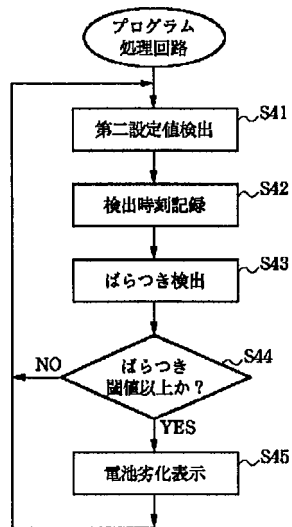 プログラム
処理回路
S41
第二設定値検出
S42
検出時刻記録
S43
ばらつき検出
S44
ばらつき
閾値以上か？
NO
YES
S45
電池劣化表示